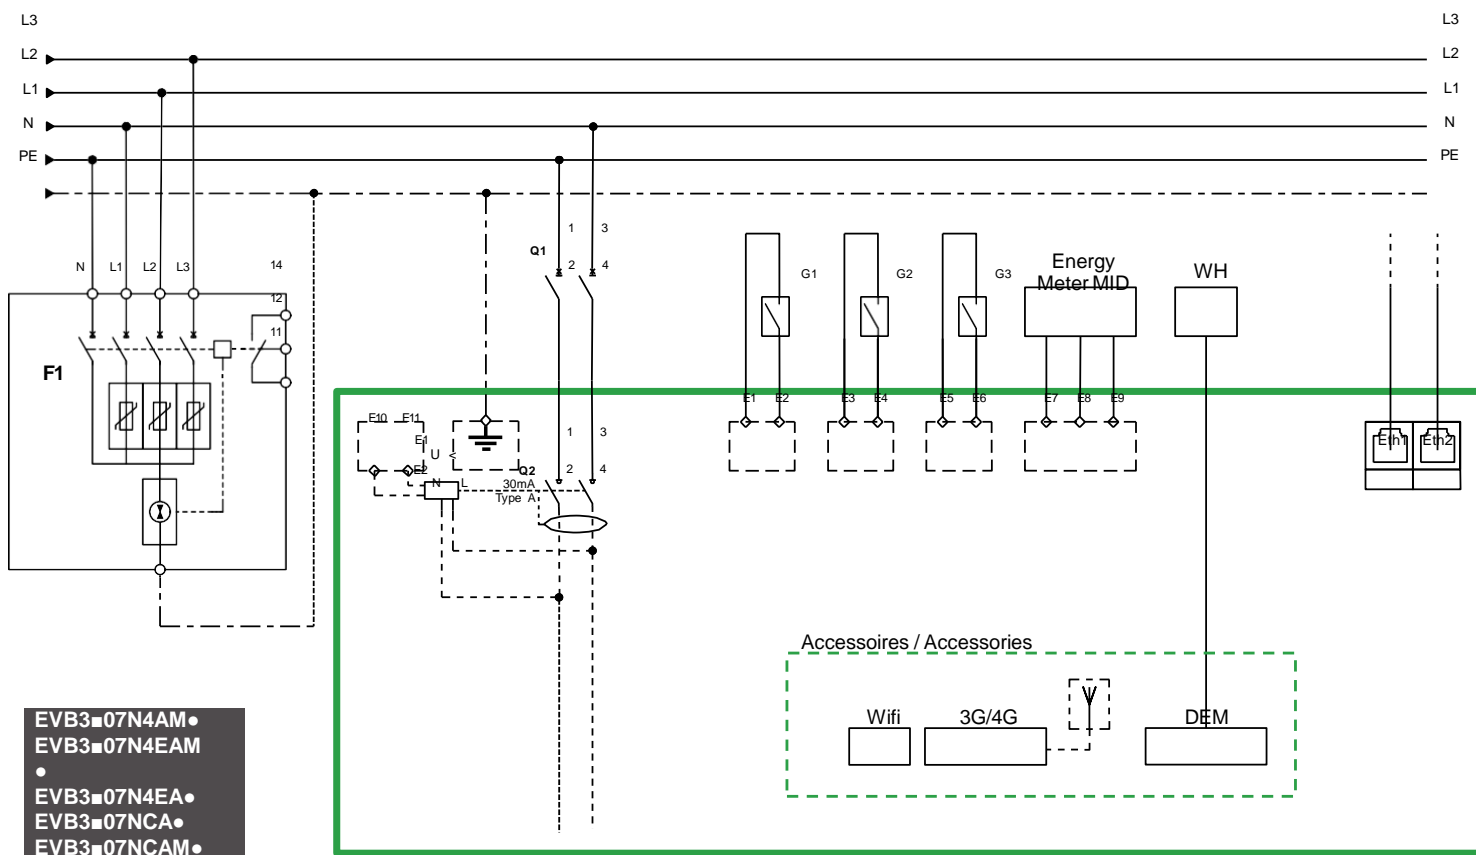 L3 L3
L2 L2
L1 L1
N N
PE PE
1 3
Q1
N L1 L2 L3 14
2 4
G1 G2 G3
Energy
Meter MID
WH
12
11
F1
E1 E2 E3 E4 E5 E6 E7 E8 E9
E10 E11
E1
U <
E2
1 3
Q2 2 4
N L 30mA
Type A
Eth1 Eth2
Accessoires / Accessories
Wifi 3G/4G DEM
EVB3■07N4AM●
EVB3■07N4EAM
●
EVB3■07N4EA●
EVB3■07NCA●
EVB3■07NCAM●